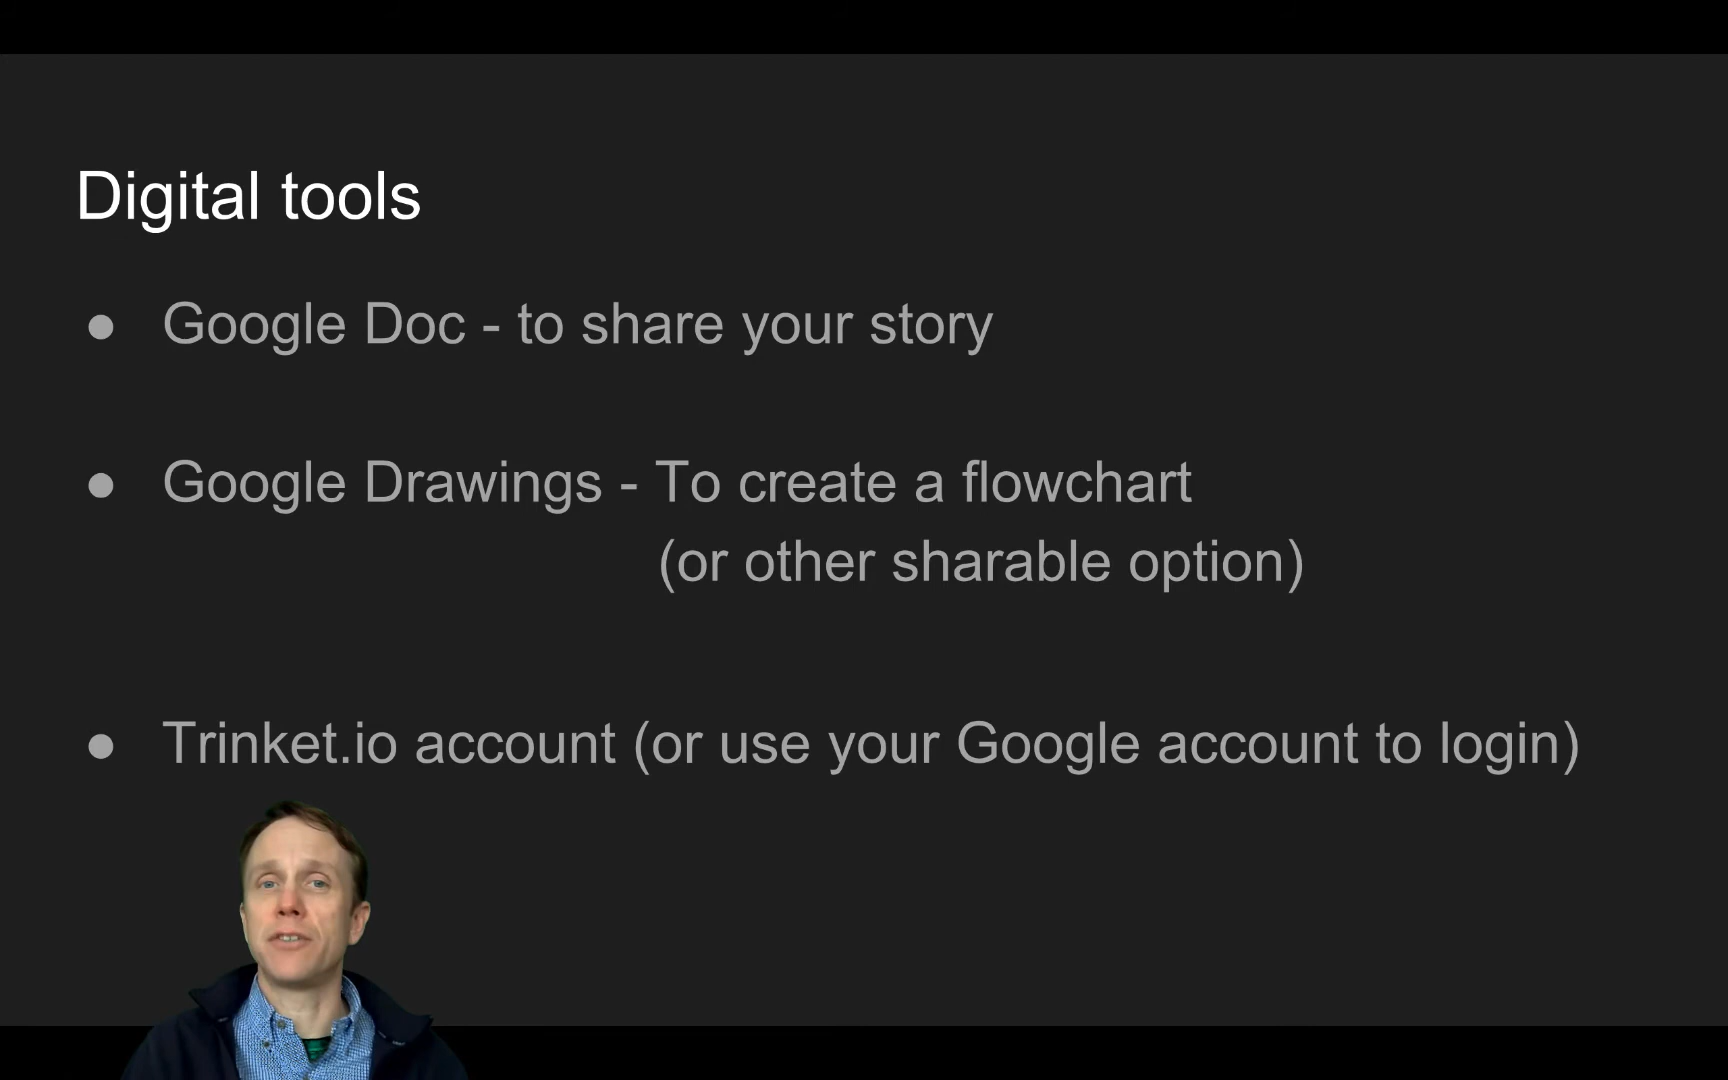 Digital tools
● Google Doc - to share your story
● Google Drawings - To create a flowchart
(or other sharable option)
● Trinket.io account (or use your Google account to login)